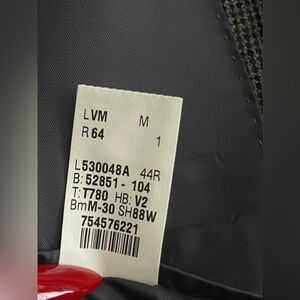 LVM M
R 64 1
L530048A 44R
B: 52851 - 104
T: T780 HB: V2
BmM-30 SH88W
754576221